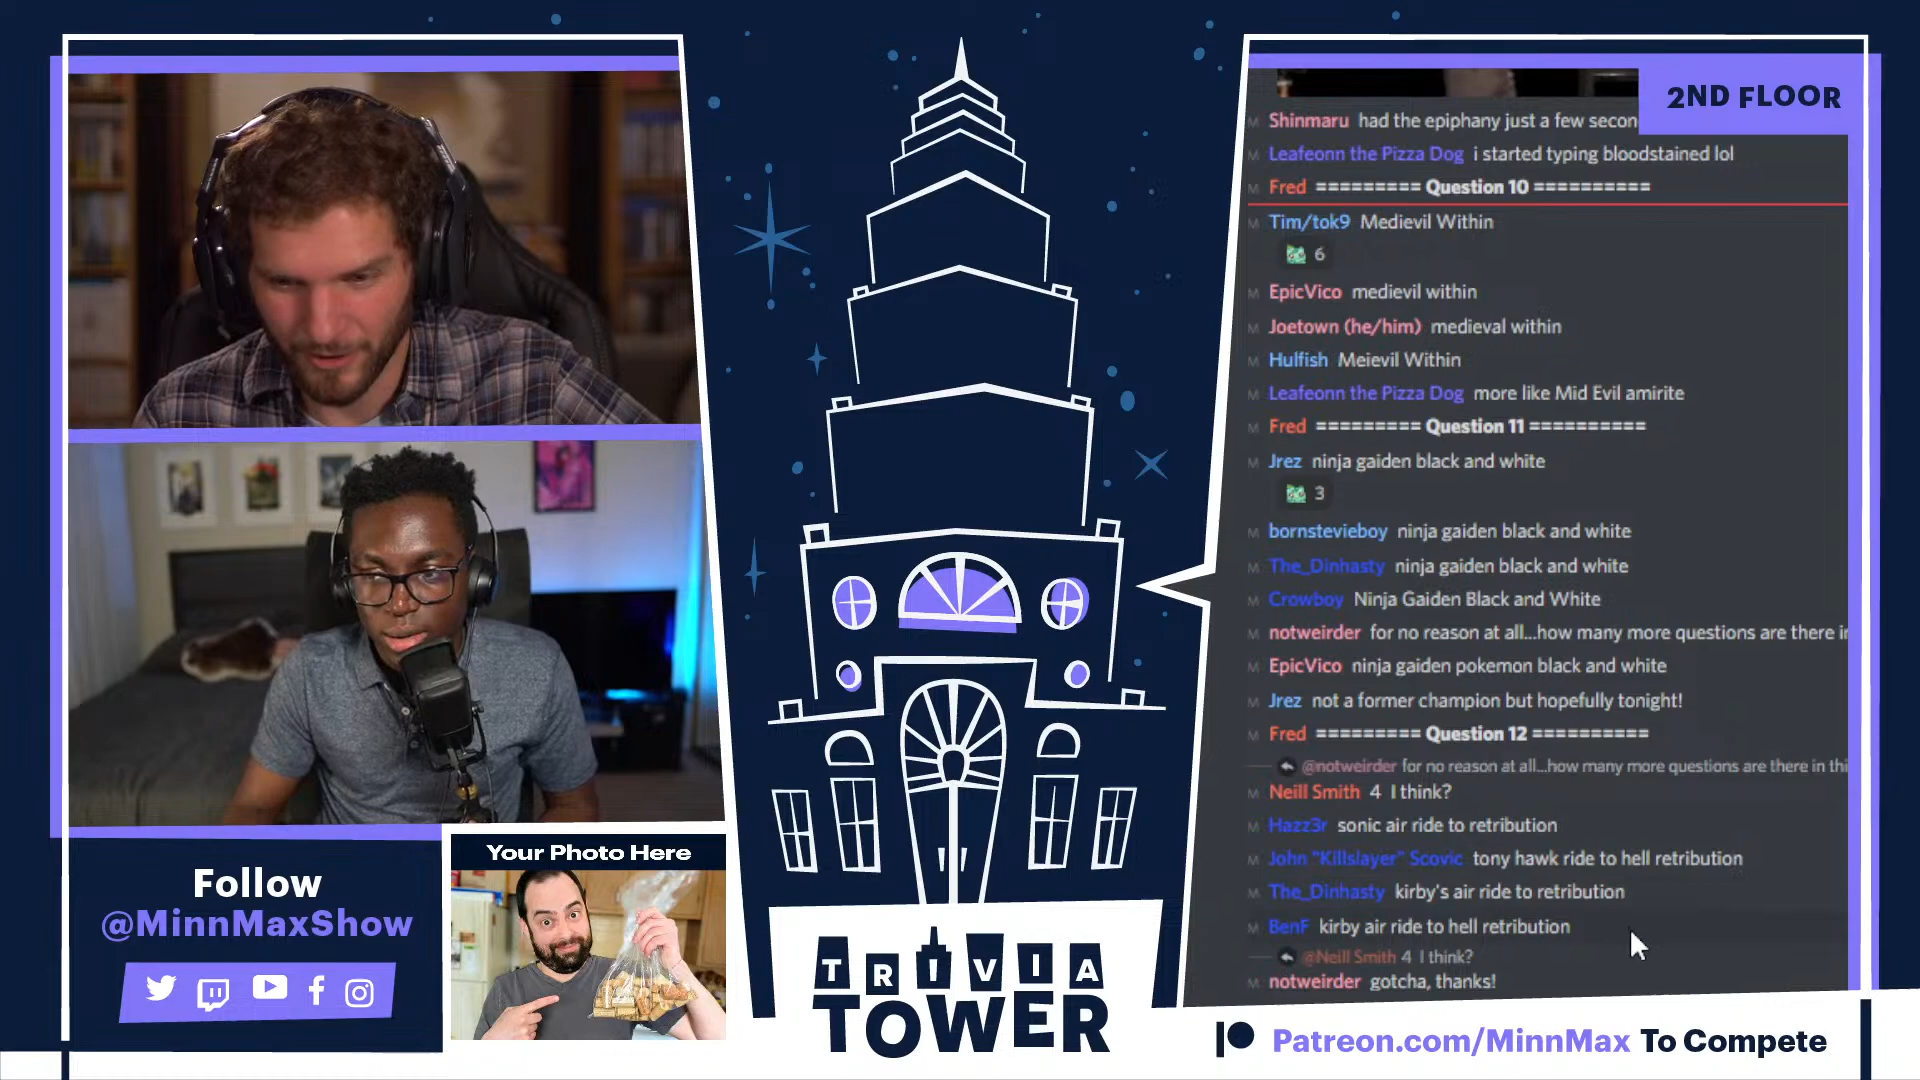 2ND FLOOR
Shinmaru had the epiphany just a few secon
Leafeonn the Pizza Dog i started typing bloodstained lol
Fred ========= Question 10 ==========
Tim/tok9 Medievil Within
6
EpicVico medievil within
Joetown (he/him) medieval within
Hulfish Meievil Within
Leafeonn the Pizza Dog more like Mid Evil amirite
Fred ========= Question 11 ==========
Jrez ninja gaiden black and white
3
bornstevieboy ninja gaiden black and white
The_Dinhasty ninja gaiden black and white
Crowboy Ninja Gaiden Black and White
notweirder for no reason at all...how many more questions are there in
EpicVico ninja gaiden pokemon black and white
Jrez not a former champion but hopefully tonight!
Fred ========= Question 12 ==========
@notweirder for no reason at all...how many more questions are there in thi
Neill Smith 4 I think?
Hazz3r sonic air ride to retribution
John "Killslayer" Scovic tony hawk ride to hell retribution
The_Dinhasty kirby's air ride to retribution
BenF kirby air ride to hell retribution
@Neill Smith 4 I think?
notweirder gotcha, thanks!
Follow
@MinnMaxShow
Your Photo Here
TRIVIA
TOWER
Patreon.com/MinnMax To Compete